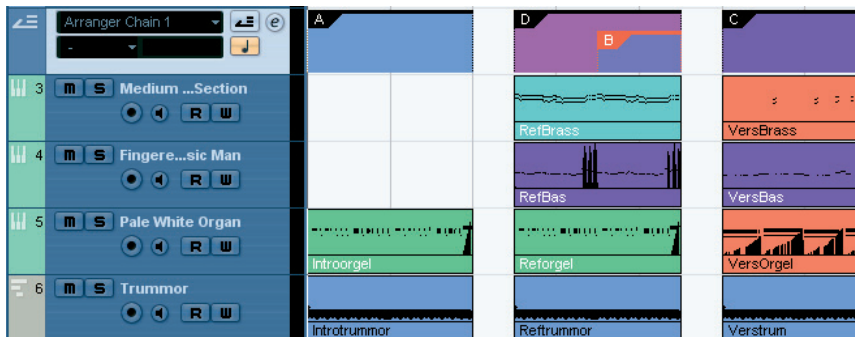 Arranger Chain 1
e
-
A
D
B
C
3 m S Medium ...Section
R W
RefBrass
VersBrass
4 m S Fingere...sic Man
R W
RefBas
VersBas
5 m S Pale White Organ
R W
Introorgel
Reforgel
VersOrgel
6 m S Trummor
R W
Introtrummor
Reftrummor
Verstrum